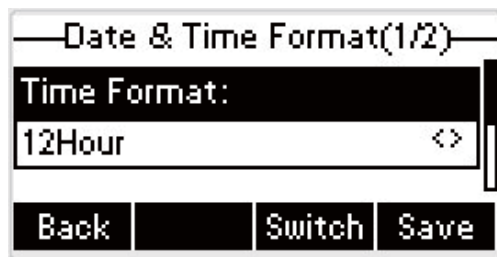 Date & Time Format(1/2)
Time Format:
12Hour <>
Back Switch Save